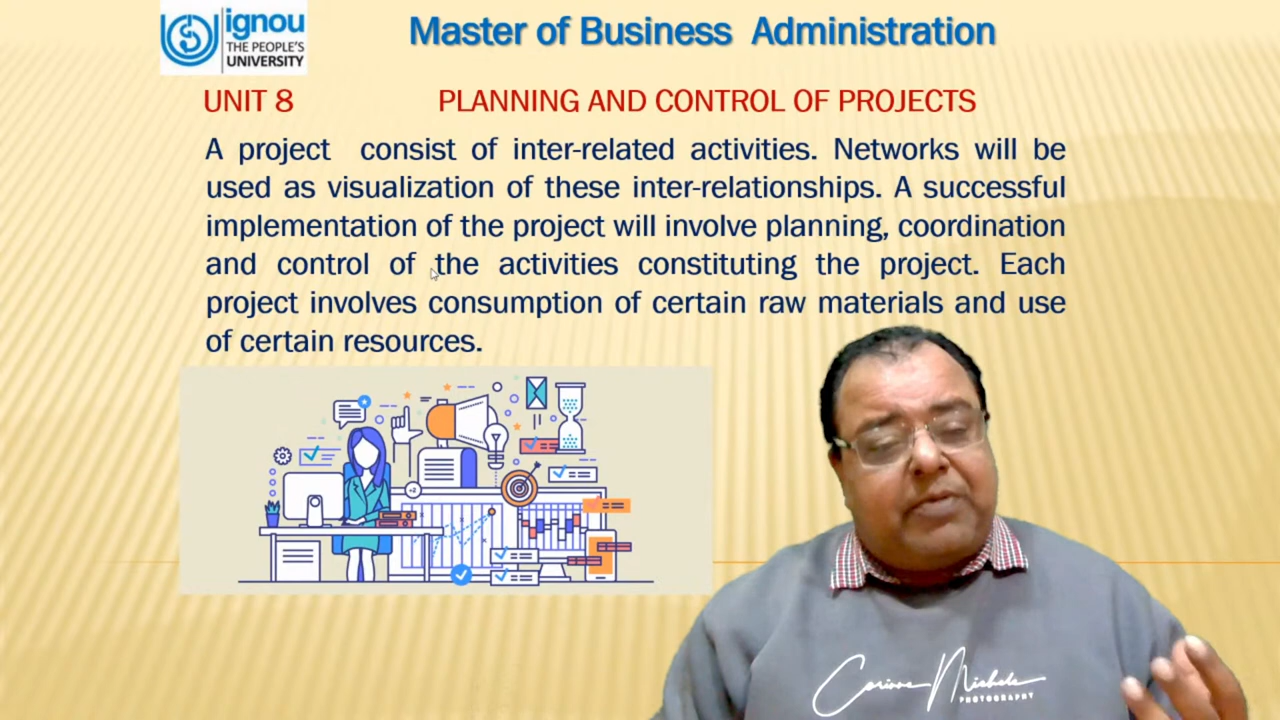 ignou
THE PEOPLE'S
UNIVERSITY
Master of Business Administration
UNIT 8 PLANNING AND CONTROL OF PROJECTS
A project consist of inter-related activities. Networks will be
used as visualization of these inter-relationships. A successful
implementation of the project will involve planning, coordination
and control of the activities constituting the project. Each
project involves consumption of certain raw materials and use
of certain resources.
+2
PHOTOGRAPHY